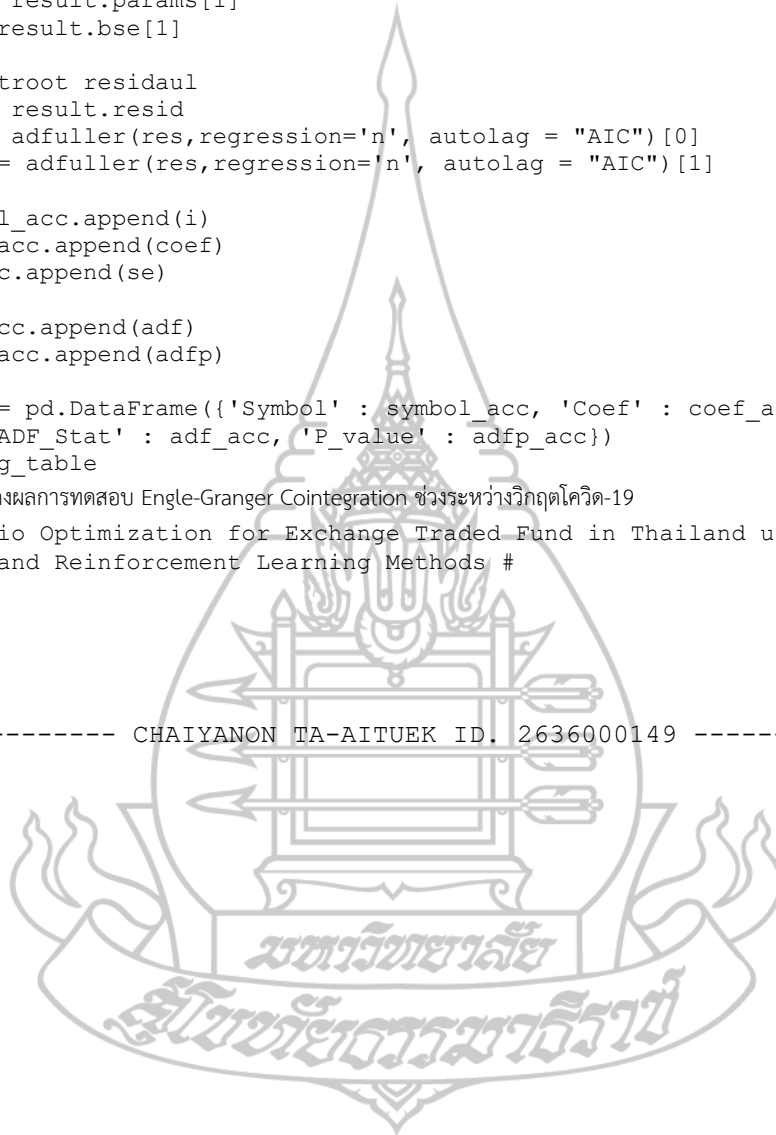 result.params[1]
result.bse[1]
troot residaul
result.resid
adfuller(res,regression='n', autolag = "AIC")[0]
= adfuller(res,regression='n', autolag = "AIC")[1]
l_acc.append(i)
acc.append(coef)
c.append(se)
cc.append(adf)
acc.append(adfp)
= pd.DataFrame({'Symbol' : symbol_acc, 'Coef' : coef_a
ADF_Stat' : adf_acc, 'P_value' : adfp_acc})
g_table
งผลการทดสอบ Engle-Granger Cointegration ช่วงระหว่างวิกฤตโควิด-19
io Optimization for Exchange Traded Fund in Thailand u
and Reinforcement Learning Methods #
-------- CHAIYANON TA-AITUEK ID. 2636000149 ------
มหาวิทยาลัย
สุโขทัยธรรมาธิราช